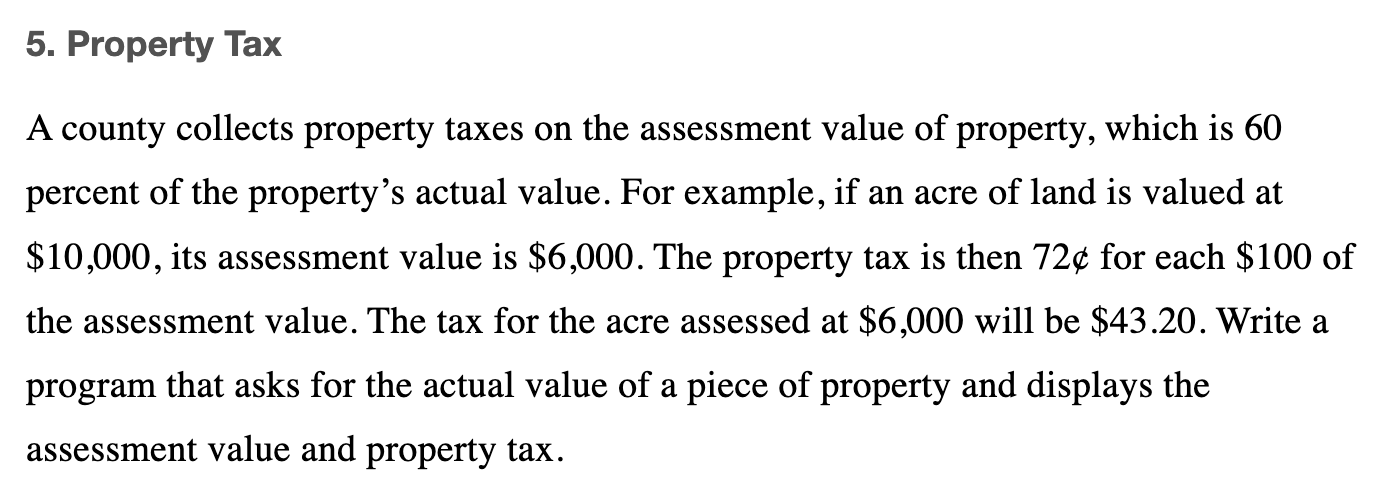 5. Property Tax
A county collects property taxes on the assessment value of property, which is 60
percent of the property’s actual value. For example, if an acre of land is valued at
$10,000, its assessment value is $6,000. The property tax is then 72¢ for each $100 of
the assessment value. The tax for the acre assessed at $6,000 will be $43.20. Write a
program that asks for the actual value of a piece of property and displays the
assessment value and property tax.